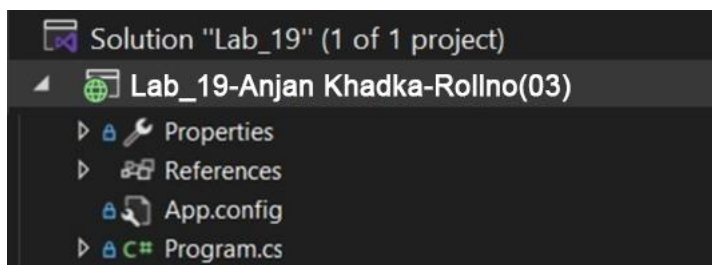 Solution "Lab_19" (1 of 1 project)
Lab_19-Anjan Khadka-Rollno(03)
Properties
References
App.config
C# Program.cs